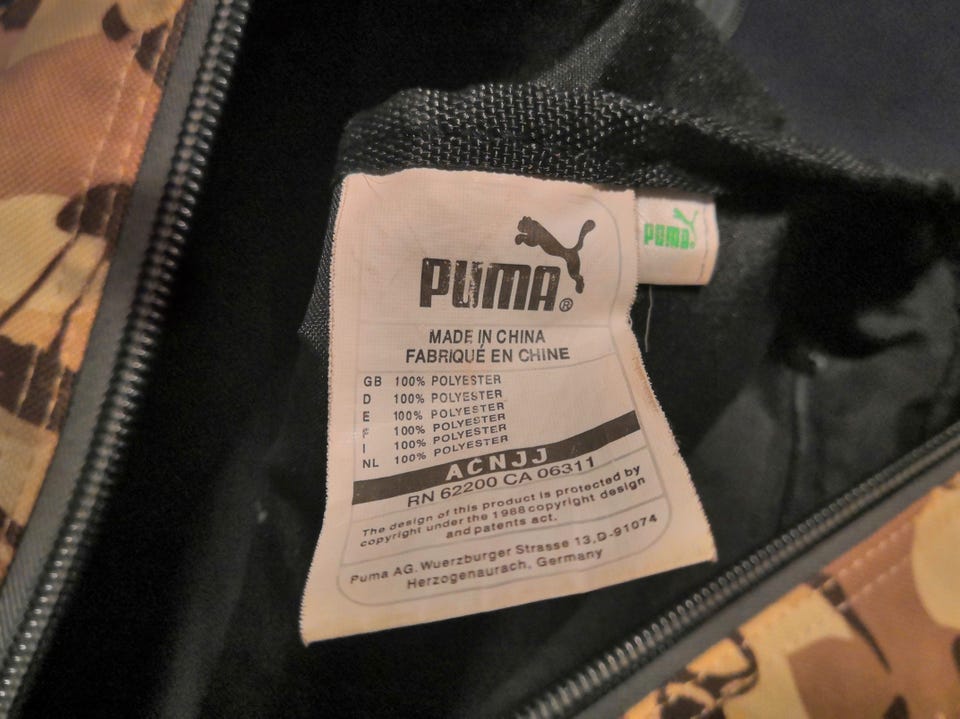 PUMA®
PUMA®
MADE IN CHINA
FABRIQUÉ EN CHINE
GB 100% POLYESTER
D 100% POLYESTER
E 100% POLYESTER
F 100% POLYESTER
I 100% POLYESTER
NL 100% POLYESTER
ACNJJ
RN 62200 CA 06311
The design of this product is protected by
copyright under the 1988 copyright design
and patents act.
Puma AG. Wuerzburger Strasse 13,D-91074
Herzogenaurach, Germany